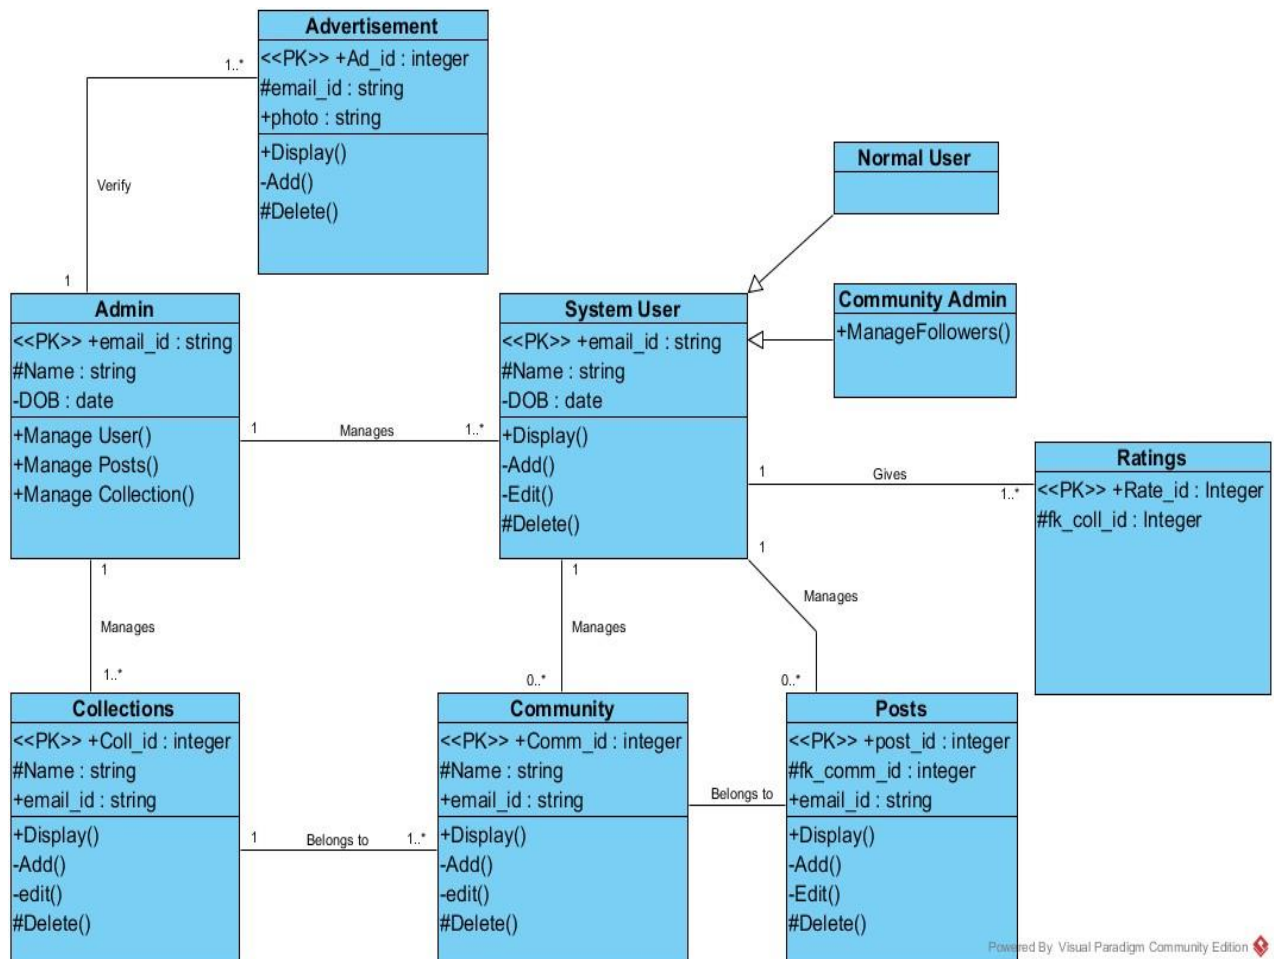 Advertisement
<<PK>> +Ad_id : integer
#email_id : string
+photo : string
+Display()
-Add()
#Delete()
1..*
Verify
1
Normal User
Community Admin
+ManageFollowers()
Admin
<<PK>> +email_id : string
#Name : string
-DOB : date
+Manage User()
+Manage Posts()
+Manage Collection()
1
Manages
1..*
System User
<<PK>> +email_id : string
#Name : string
-DOB : date
+Display()
-Add()
-Edit()
#Delete()
1
Gives
1..*
Ratings
<<PK>> +Rate_id : Integer
#fk_coll_id : Integer
1
Manages
1..*
1
Manages
0..*
1
Manages
0..*
Collections
<<PK>> +Coll_id : integer
#Name : string
+email_id : string
+Display()
-Add()
-edit()
#Delete()
1
Belongs to
1..*
Community
<<PK>> +Comm_id : integer
#Name : string
+email_id : string
+Display()
-Add()
-edit()
#Delete()
Belongs to
Posts
<<PK>> +post_id : integer
#fk_comm_id : integer
+email_id : string
+Display()
-Add()
-Edit()
#Delete()
Powered By Visual Paradigm Community Edition